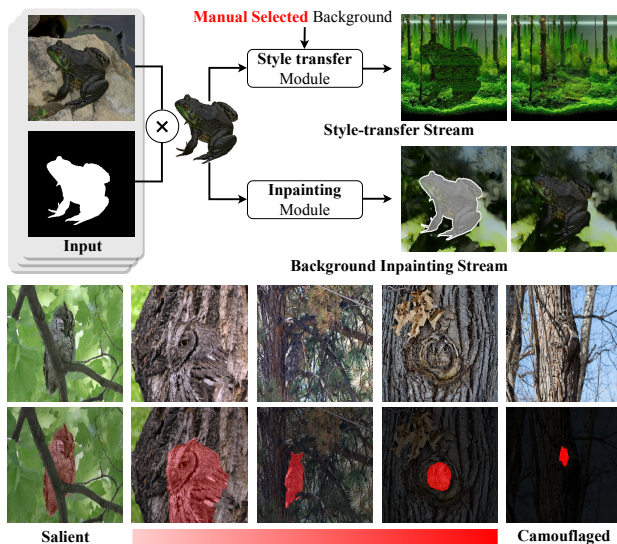 Manual Selected Background
Style transfer
Module
Style-transfer Stream
Inpainting
Module
Input
Background Inpainting Stream
Salient
Camouflaged